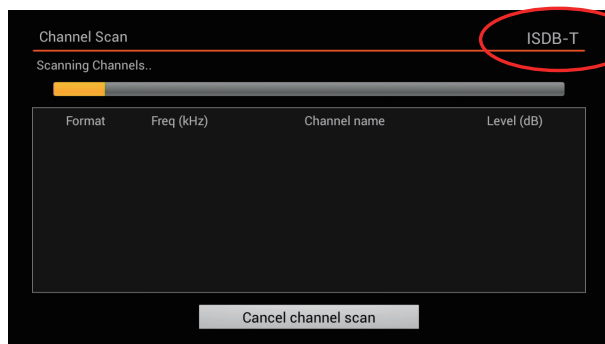 Channel Scan ISDB-T
Scanning Channels..
Format Freq (kHz) Channel name Level (dB)
Cancel channel scan